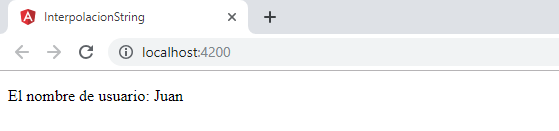 InterpolacionString
localhost:4200
El nombre de usuario: Juan